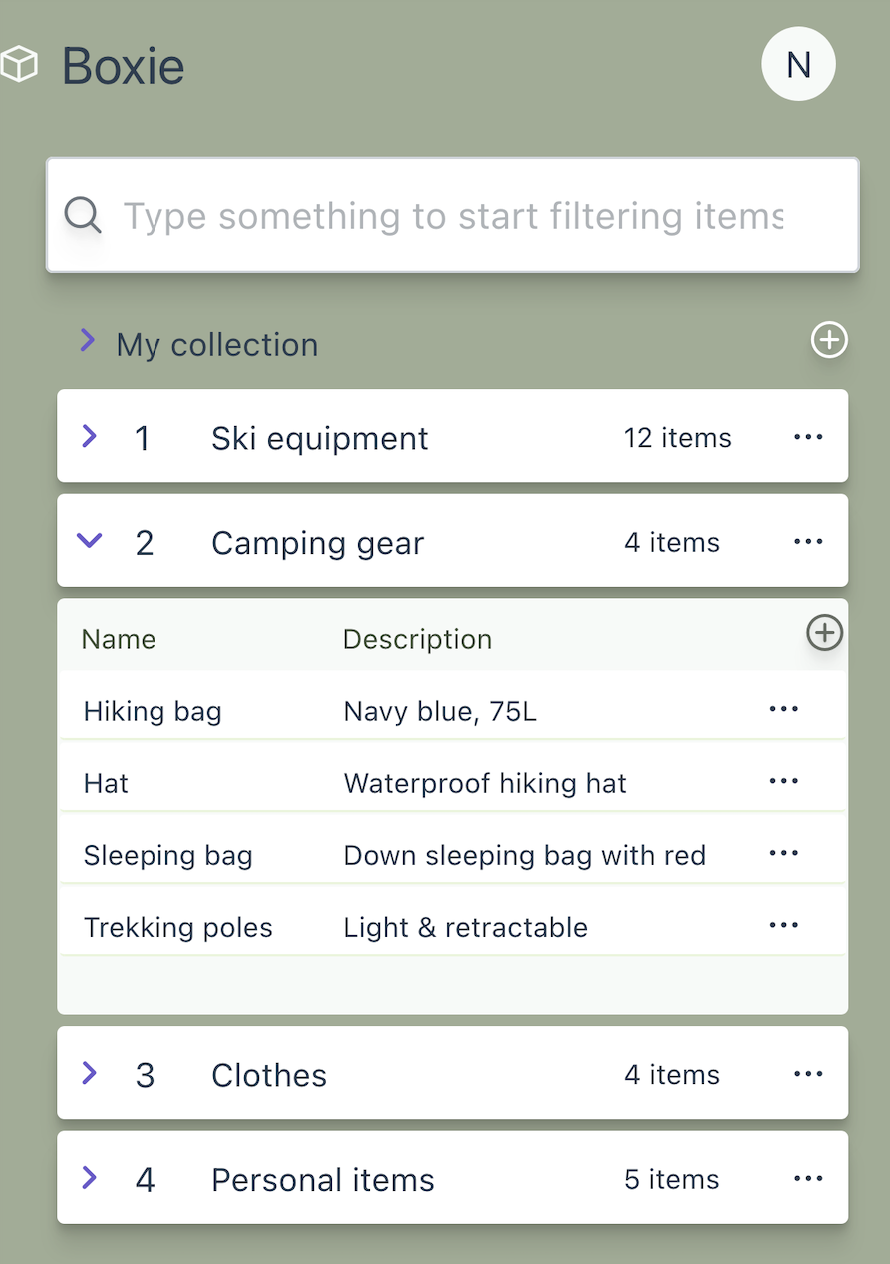 Boxie N
Type something to start filtering items
My collection
1 Ski equipment 12 items
2 Camping gear 4 items
Name Description
Hiking bag Navy blue, 75L
Hat Waterproof hiking hat
Sleeping bag Down sleeping bag with red
Trekking poles Light & retractable
3 Clothes 4 items
4 Personal items 5 items